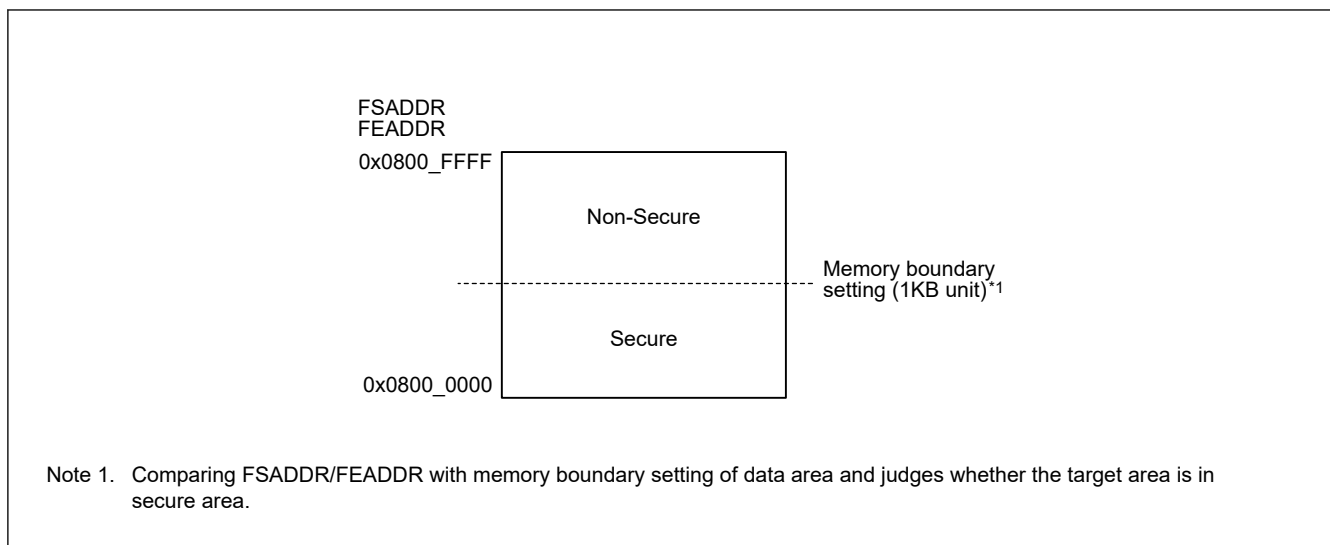 FSADDR
FEADDR
0x0800_FFFF
Non-Secure
Memory boundary
setting (1KB unit)*1
Secure
0x0800_0000
Note 1. Comparing FSADDR/FEADDR with memory boundary setting of data area and judges whether the target area is in
secure area.